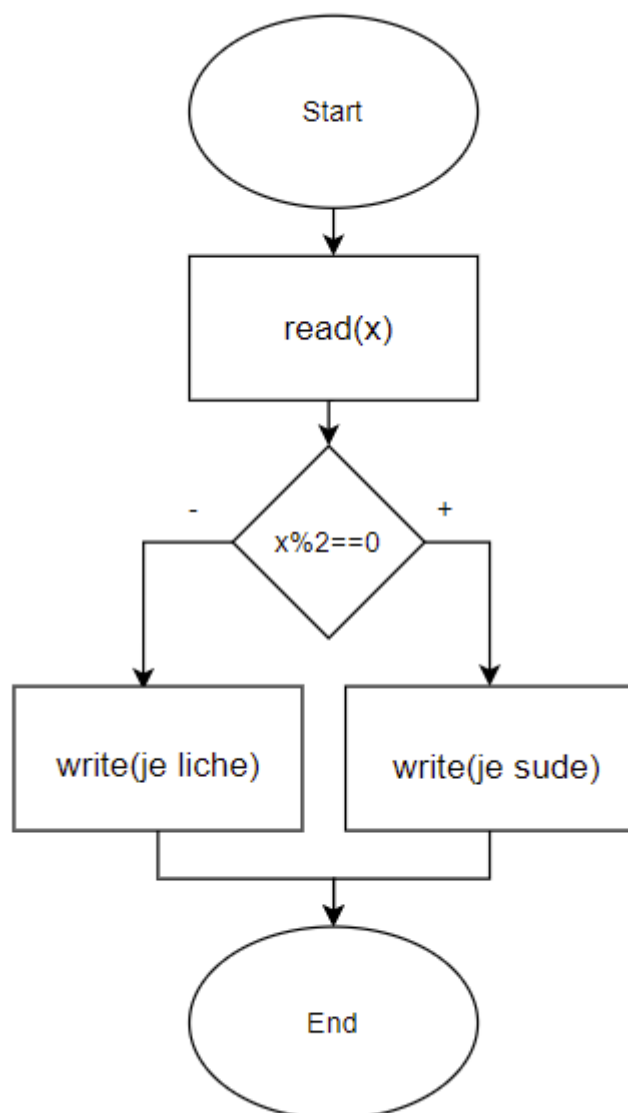 Start
read(x)
- +
x%2==0
write(je liche) write(je sude)
End